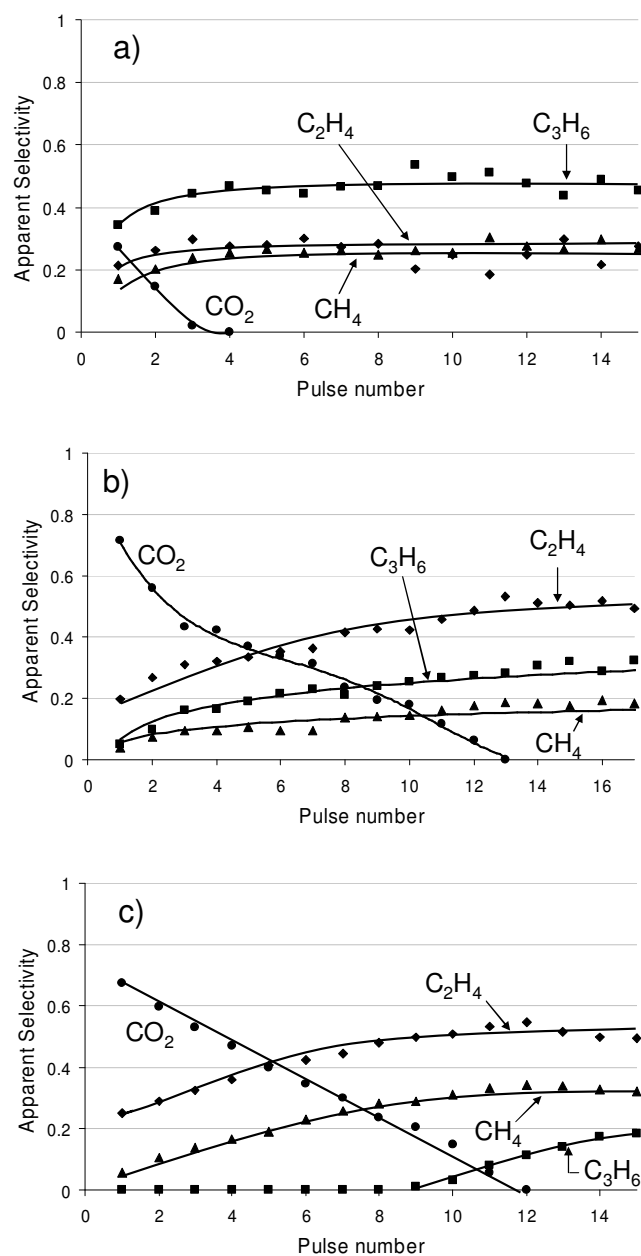 a)
1
0.8
0.6
0.4
0.2
0
Apparent Selectivity
C₂H₄
C₃H₆
CO₂
CH₄
0 2 4 6 8 10 12 14
Pulse number
b)
1
0.8
0.6
0.4
0.2
0
Apparent Selectivity
CO₂
C₃H₆
C₂H₄
CH₄
0 2 4 6 8 10 12 14 16
Pulse number
c)
1
0.8
0.6
0.4
0.2
0
Apparent Selectivity
CO₂
C₂H₄
CH₄
C₃H₆
0 2 4 6 8 10 12 14
Pulse number